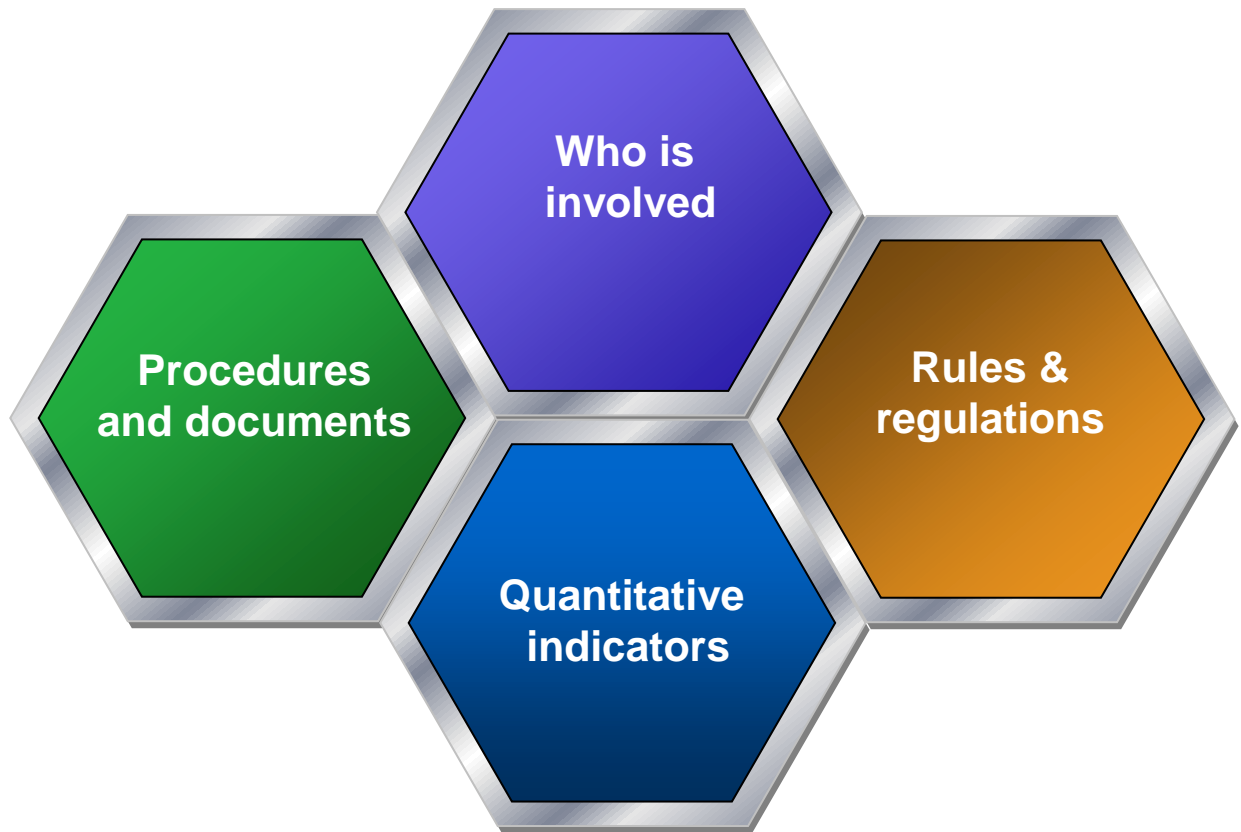 Who is
involved
Procedures
and documents
Rules &
regulations
Quantitative
indicators